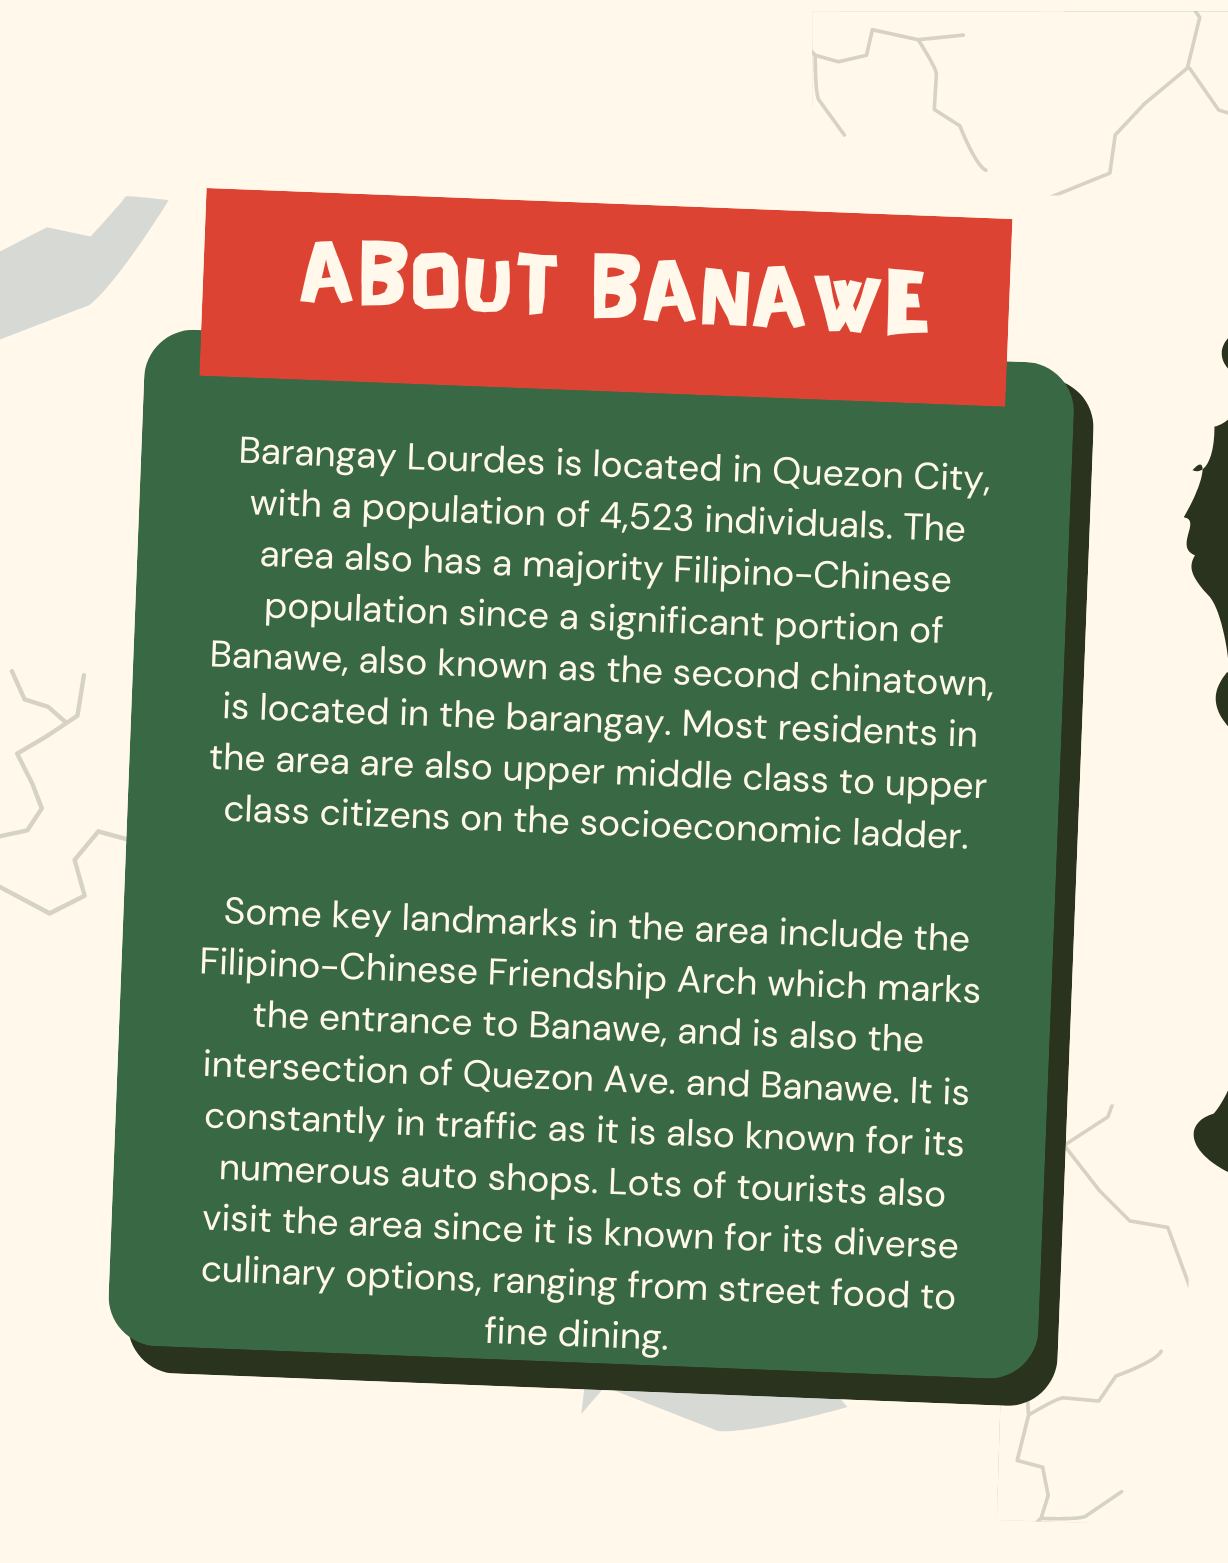 ABOUT BANAWE
Barangay Lourdes is located in Quezon City,
with a population of 4,523 individuals. The
area also has a majority Filipino-Chinese
population since a significant portion of
Banawe, also known as the second chinatown,
is located in the barangay. Most residents in
the area are also upper middle class to upper
class citizens on the socioeconomic ladder.
Some key landmarks in the area include the
Filipino-Chinese Friendship Arch which marks
the entrance to Banawe, and is also the
intersection of Quezon Ave. and Banawe. It is
constantly in traffic as it is also known for its
numerous auto shops. Lots of tourists also
visit the area since it is known for its diverse
culinary options, ranging from street food to
fine dining.